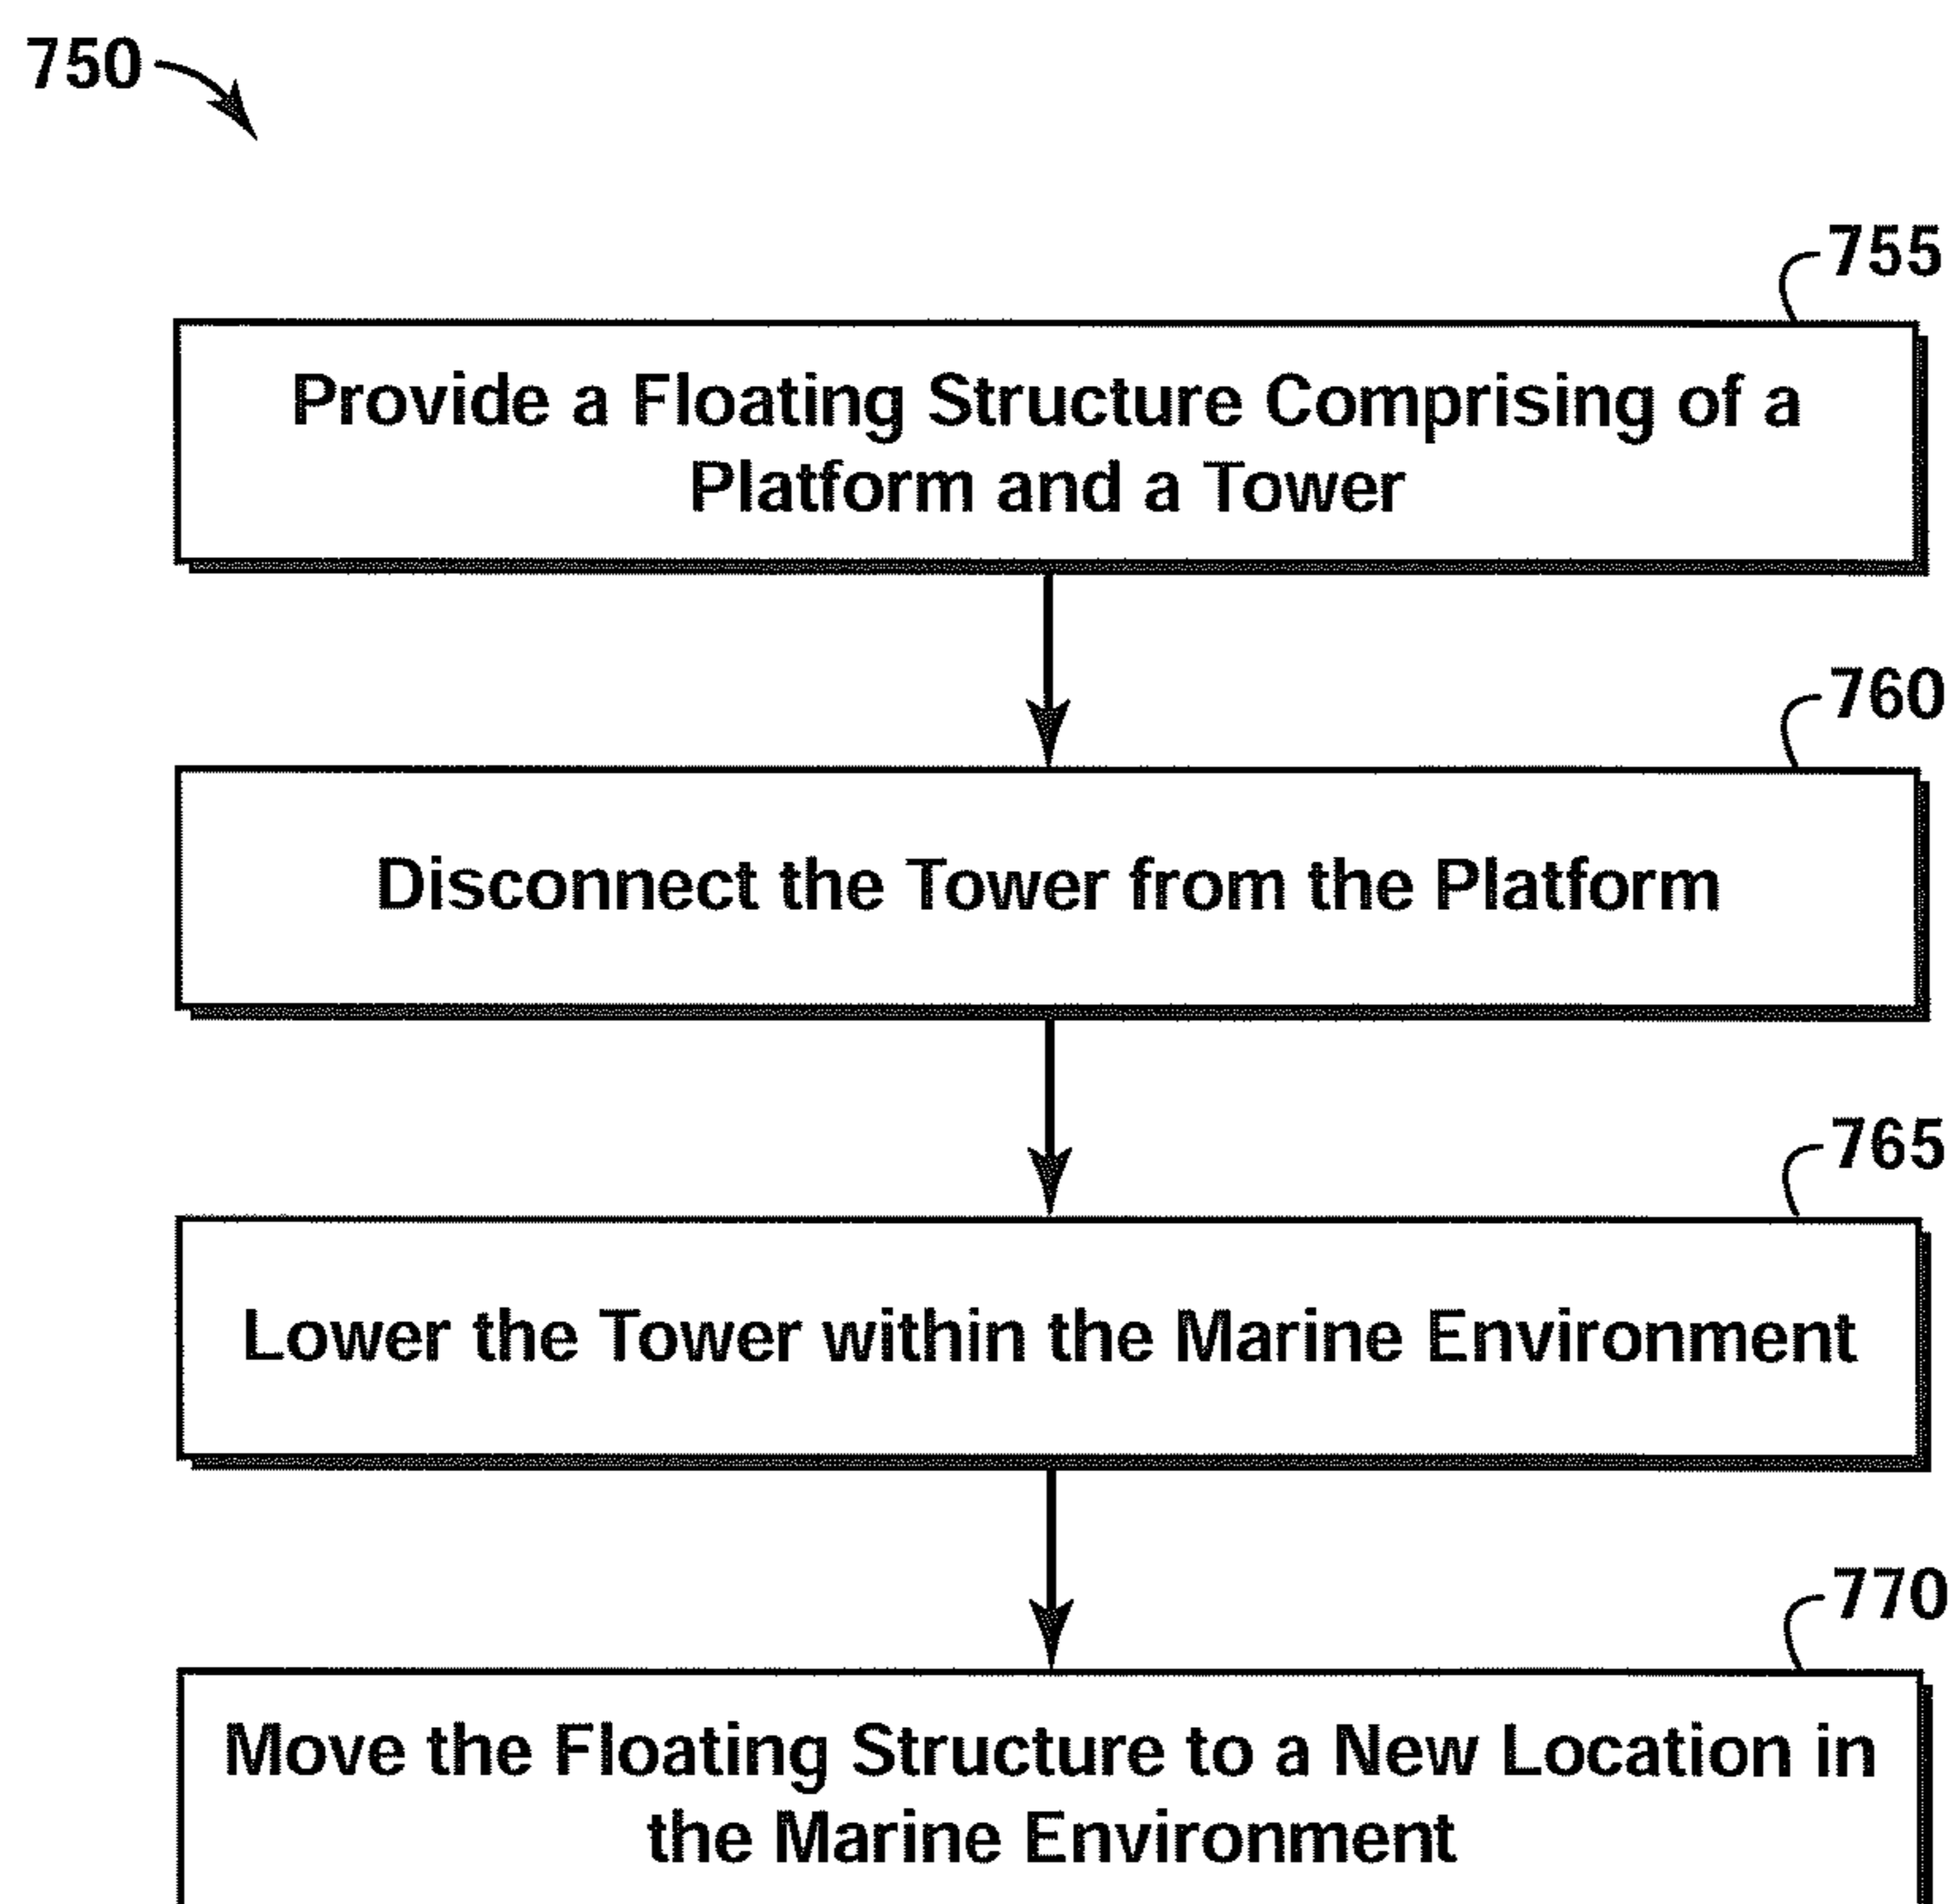 750
755
Provide a Floating Structure Comprising of a
Platform and a Tower
760
Disconnect the Tower from the Platform
765
Lower the Tower within the Marine Environment
770
Move the Floating Structure to a New Location in
the Marine Environment